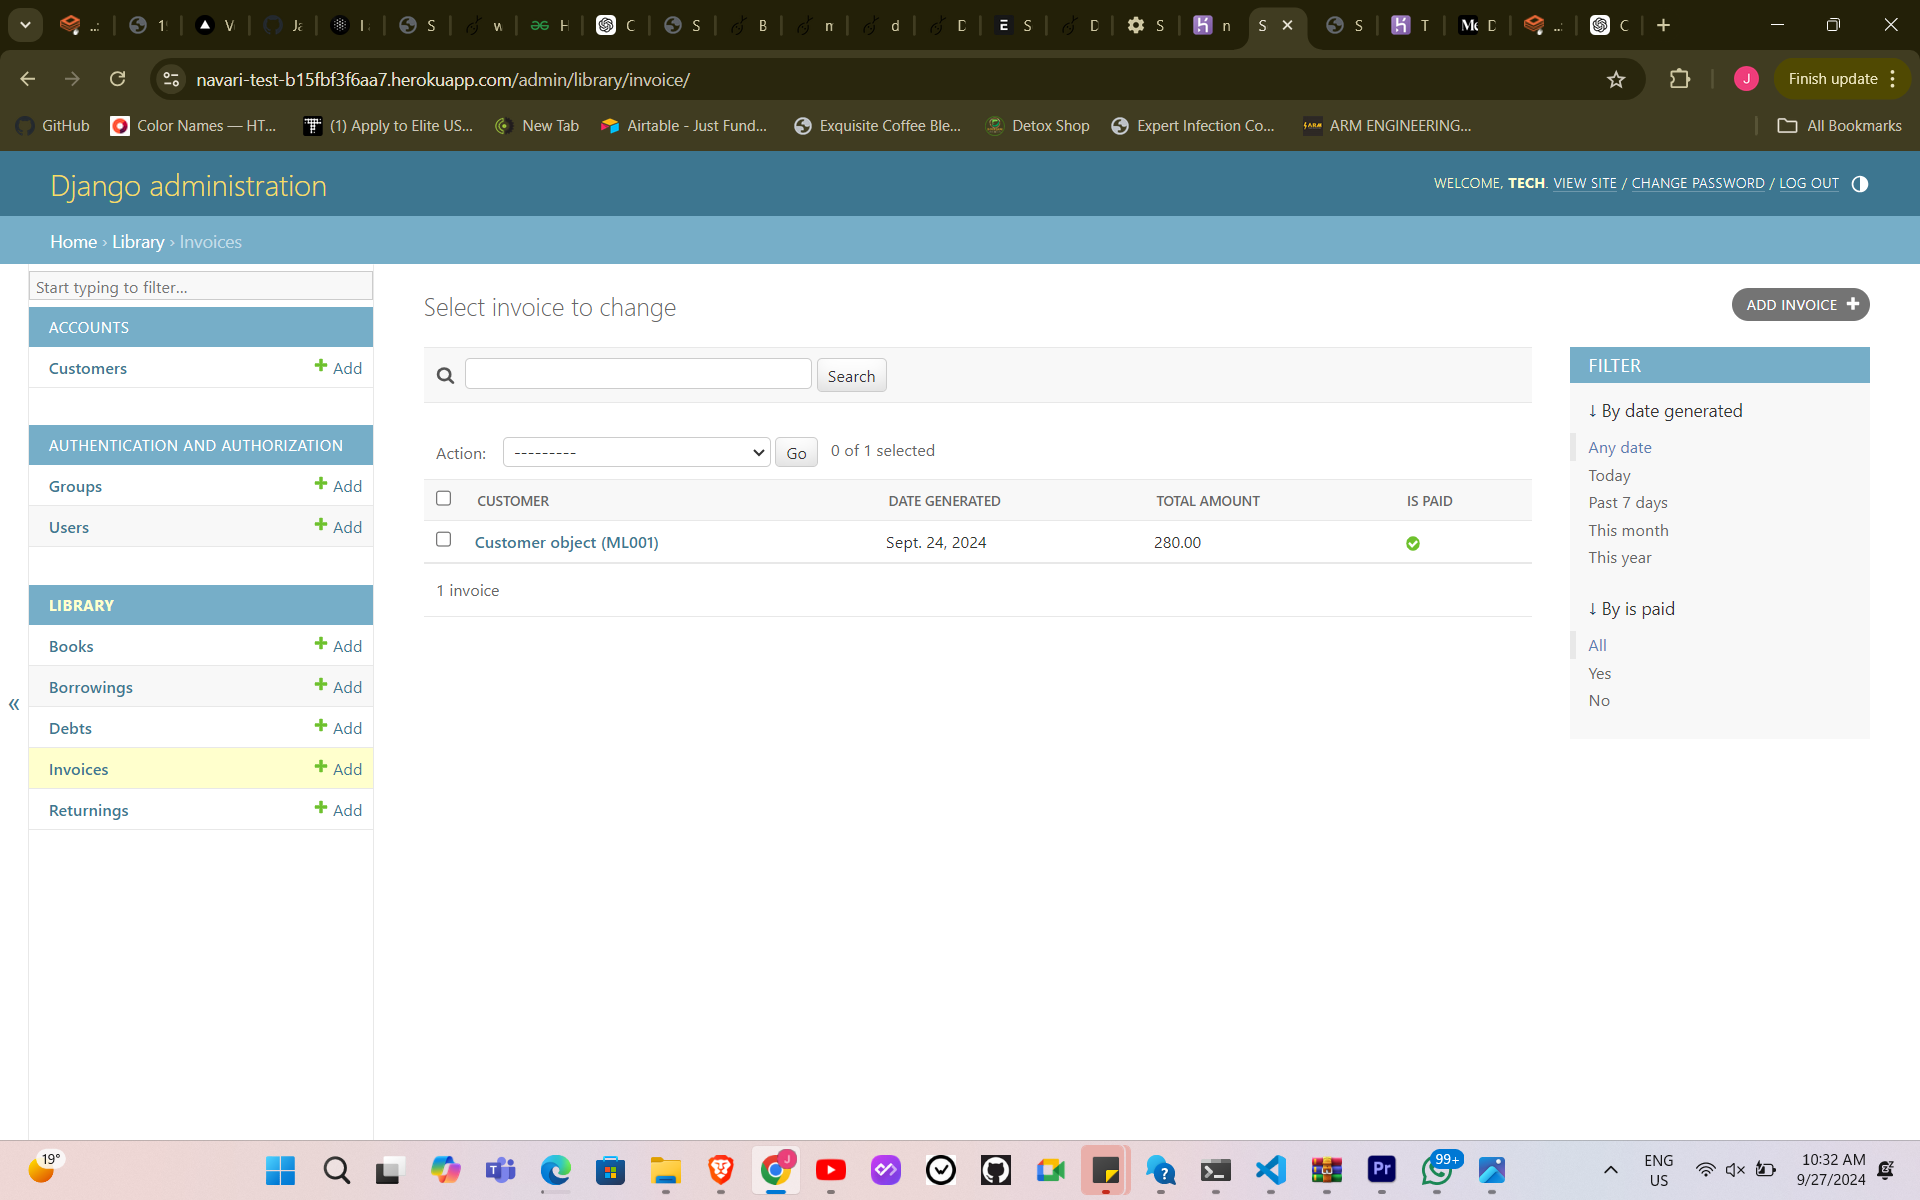 navari-test-b15fbf3f6aa7.herokuapp.com/admin/library/invoice/
J
Finish update
GitHub
Color Names — HT...
(1) Apply to Elite US...
New Tab
Airtable - Just Fund...
Exquisite Coffee Ble...
Detox Shop
Expert Infection Co...
ARM ENGINEERING...
All Bookmarks
Django administration
WELCOME, TECH. VIEW SITE / CHANGE PASSWORD / LOG OUT
Home › Library › Invoices
Start typing to filter...
ACCOUNTS
Customers
Add
AUTHENTICATION AND AUTHORIZATION
Groups
Add
Users
Add
LIBRARY
Books
Add
Borrowings
Add
Debts
Add
Invoices
Add
Returnings
Add
«
Select invoice to change
ADD INVOICE
Search
Action:
---------
Go
0 of 1 selected
CUSTOMER DATE GENERATED TOTAL AMOUNT IS PAID
Customer object (ML001) Sept. 24, 2024 280.00
1 invoice
FILTER
↓ By date generated
Any date
Today
Past 7 days
This month
This year
↓ By is paid
All
Yes
No
19°
99+
ENG
US
10:32 AM
9/27/2024